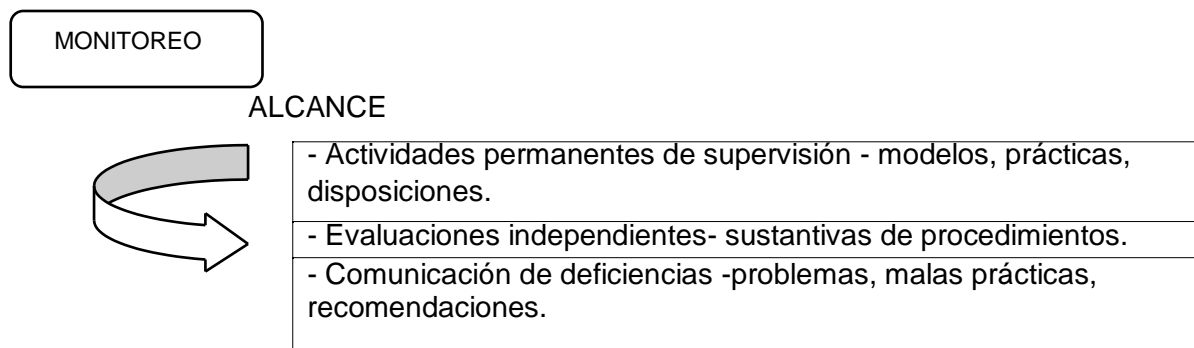 MONITOREO
ALCANCE
- Actividades permanentes de supervisión - modelos, prácticas,
disposiciones.
- Evaluaciones independientes- sustantivas de procedimientos.
- Comunicación de deficiencias -problemas, malas prácticas,
recomendaciones.